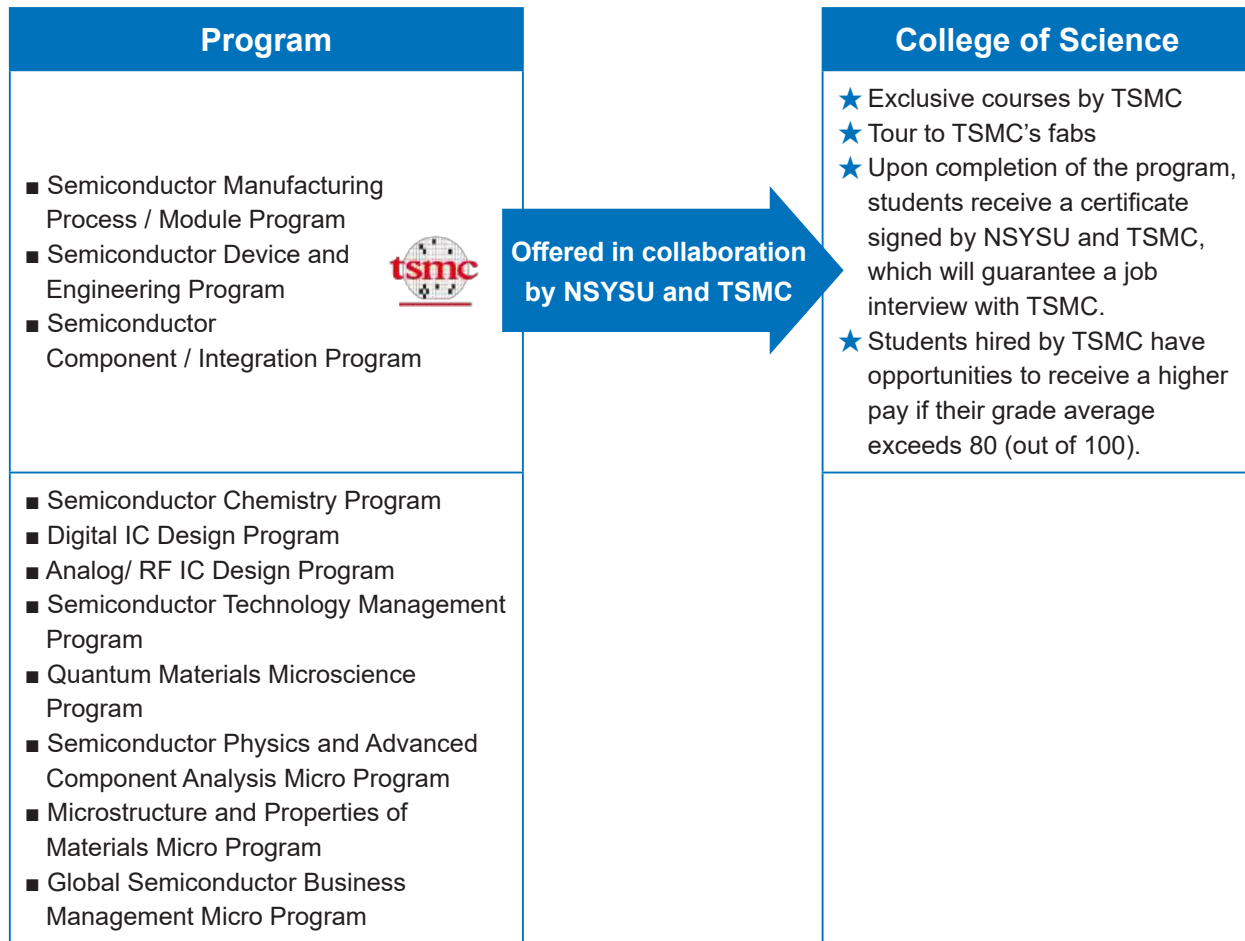 Program
■ Semiconductor Manufacturing
Process / Module Program
■ Semiconductor Device and
Engineering Program
■ Semiconductor
Component / Integration Program
tsmc
Offered in collaboration
by NSYSU and TSMC
College of Science
★ Exclusive courses by TSMC
★ Tour to TSMC’s fabs
★ Upon completion of the program,
students receive a certificate
signed by NSYSU and TSMC,
which will guarantee a job
interview with TSMC.
★ Students hired by TSMC have
opportunities to receive a higher
pay if their grade average
exceeds 80 (out of 100).
■ Semiconductor Chemistry Program
■ Digital IC Design Program
■ Analog/ RF IC Design Program
■ Semiconductor Technology Management
Program
■ Quantum Materials Microscience
Program
■ Semiconductor Physics and Advanced
Component Analysis Micro Program
■ Microstructure and Properties of
Materials Micro Program
■ Global Semiconductor Business
Management Micro Program